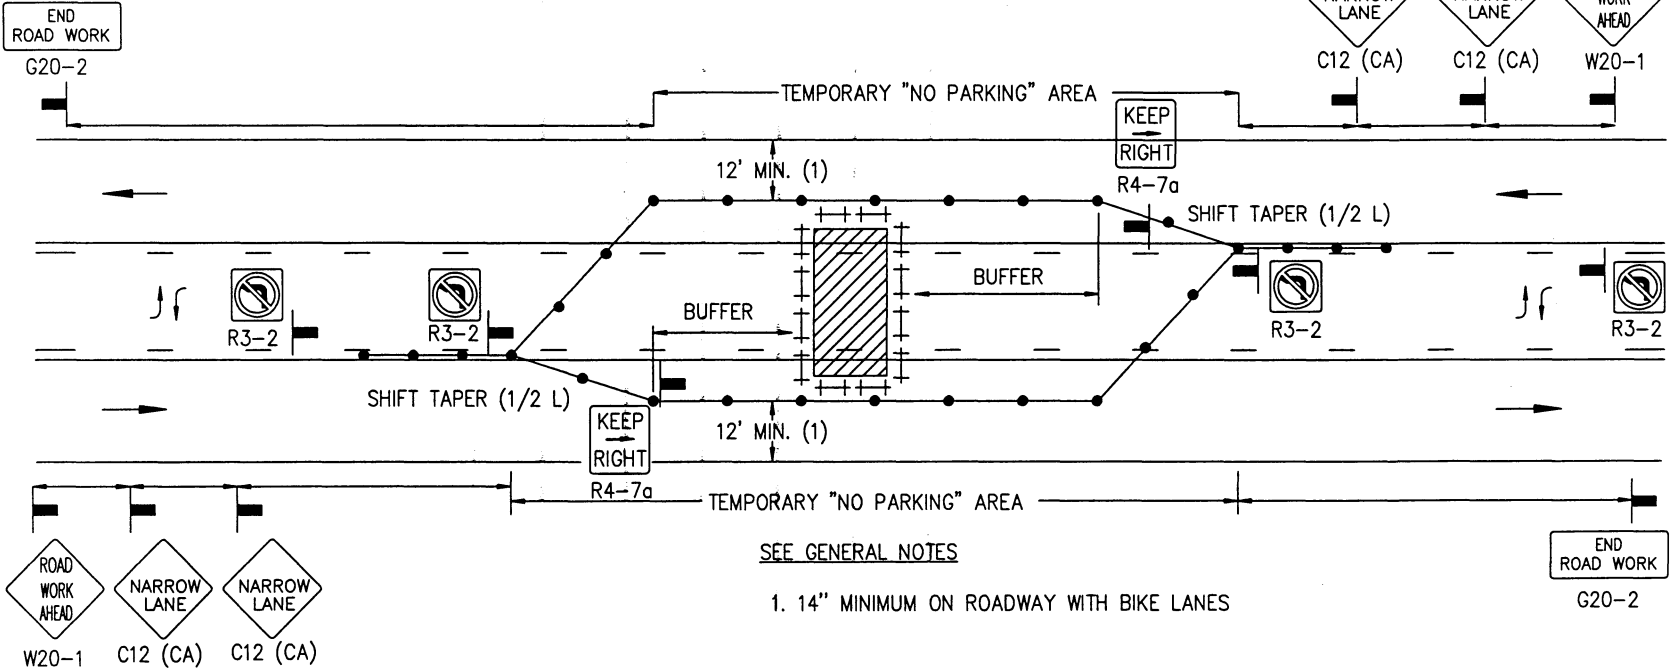 END
ROAD WORK
G20-2
NARROW
LANE
C12 (CA)
NARROW
LANE
C12 (CA)
WORK
AHEAD
W20-1
TEMPORARY "NO PARKING" AREA
KEEP
RIGHT
R4-7a
12' MIN. (1)
SHIFT TAPER (1/2 L)
BUFFER
BUFFER
R3-2
R3-2
R3-2
R3-2
SHIFT TAPER (1/2 L)
KEEP
RIGHT
R4-7a
12' MIN. (1)
TEMPORARY "NO PARKING" AREA
SEE GENERAL NOTES
1. 14" MINIMUM ON ROADWAY WITH BIKE LANES
ROAD
WORK
AHEAD
W20-1
NARROW
LANE
C12 (CA)
NARROW
LANE
C12 (CA)
END
ROAD WORK
G20-2